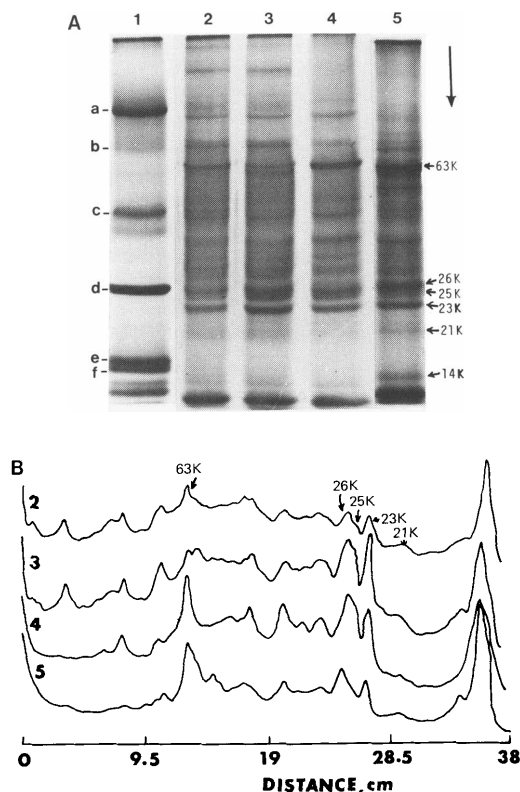 A 1 2 3 4 5
a-
b-
63K
c-
26K
d-
25K
23K
21K
e-
f-
14K
B
63K
26K
25K
2
23K
21K
3
4
5
0 9.5 19 28.5 38
DISTANCE, cm